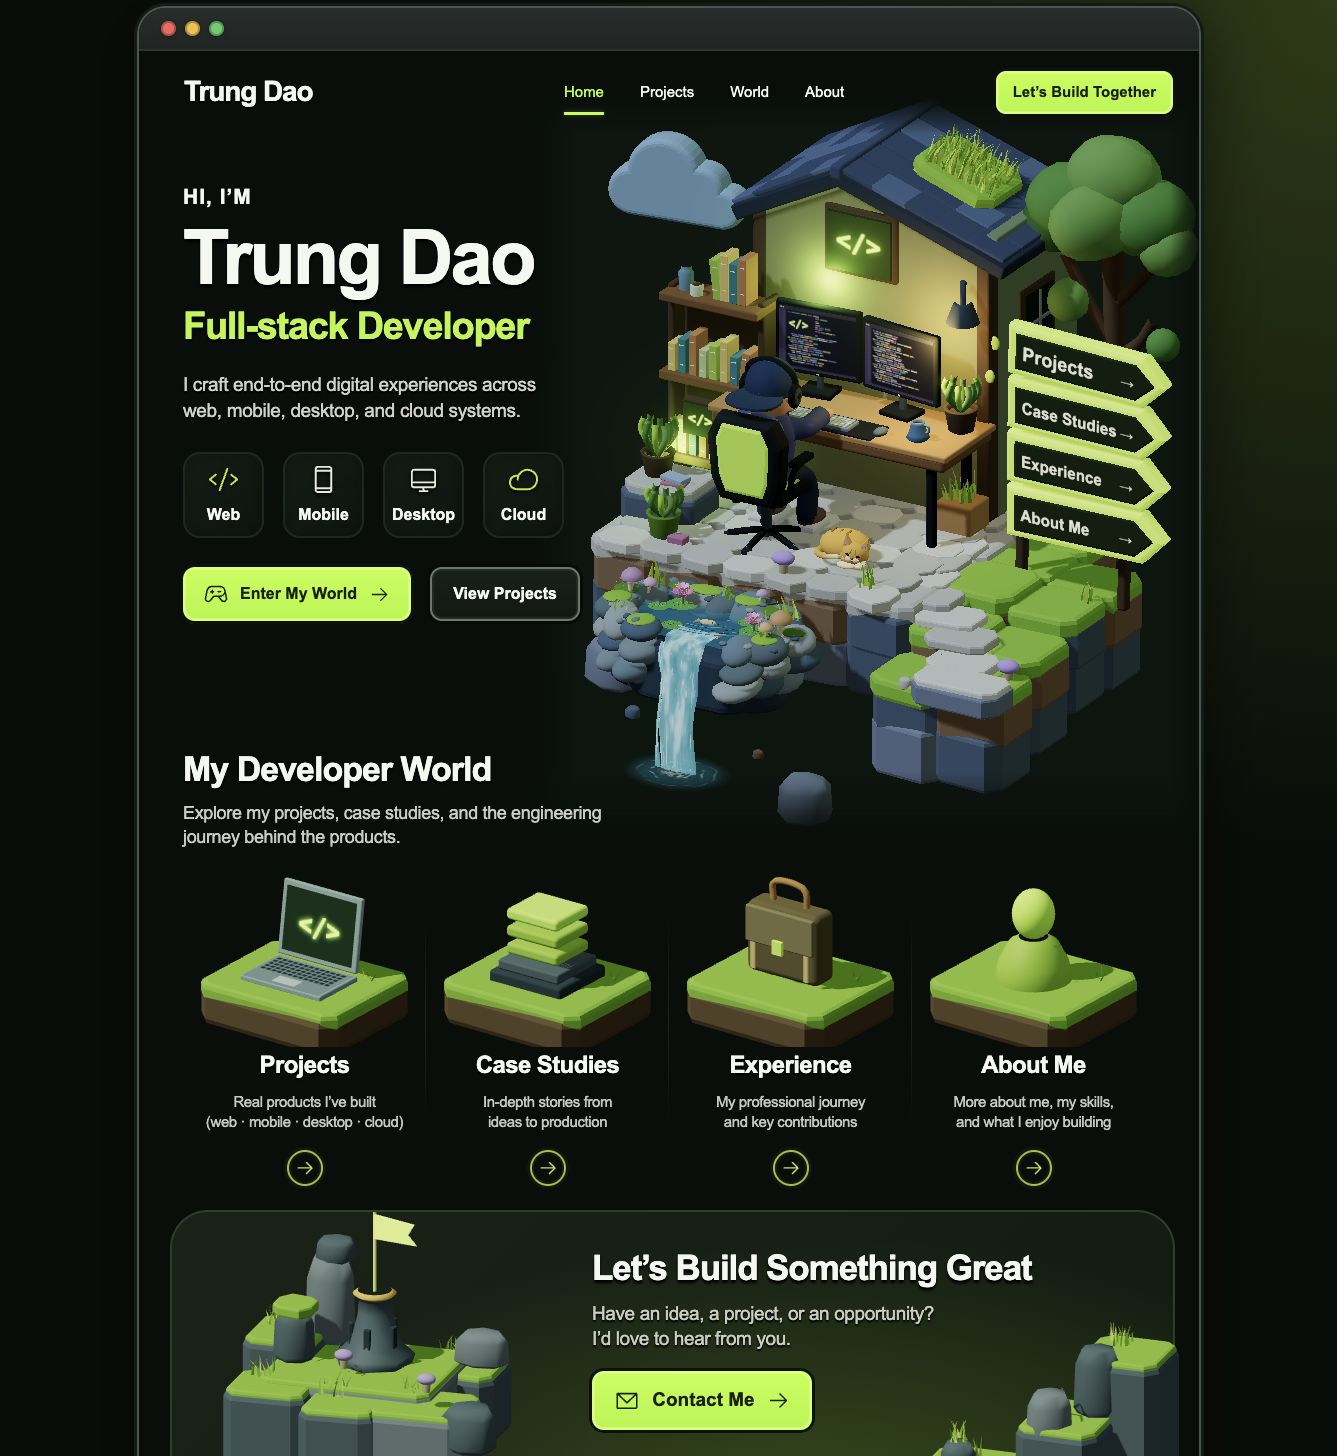 Trung Dao
Home
Projects
World
About
Let's Build Together
HI, I'M
Trung Dao
Full-stack Developer
I craft end-to-end digital experiences across
web, mobile, desktop, and cloud systems.
</>
Web
Mobile
Desktop
Cloud
Enter My World →
View Projects
</>
</>
</>
Projects →
Case Studies →
Experience →
About Me →
My Developer World
Explore my projects, case studies, and the engineering
journey behind the products.
</>
Projects
Real products I've built
(web · mobile · desktop · cloud)
Case Studies
In-depth stories from
ideas to production
Experience
My professional journey
and key contributions
About Me
More about me, my skills,
and what I enjoy building
Let's Build Something Great
Have an idea, a project, or an opportunity?
I'd love to hear from you.
Contact Me →